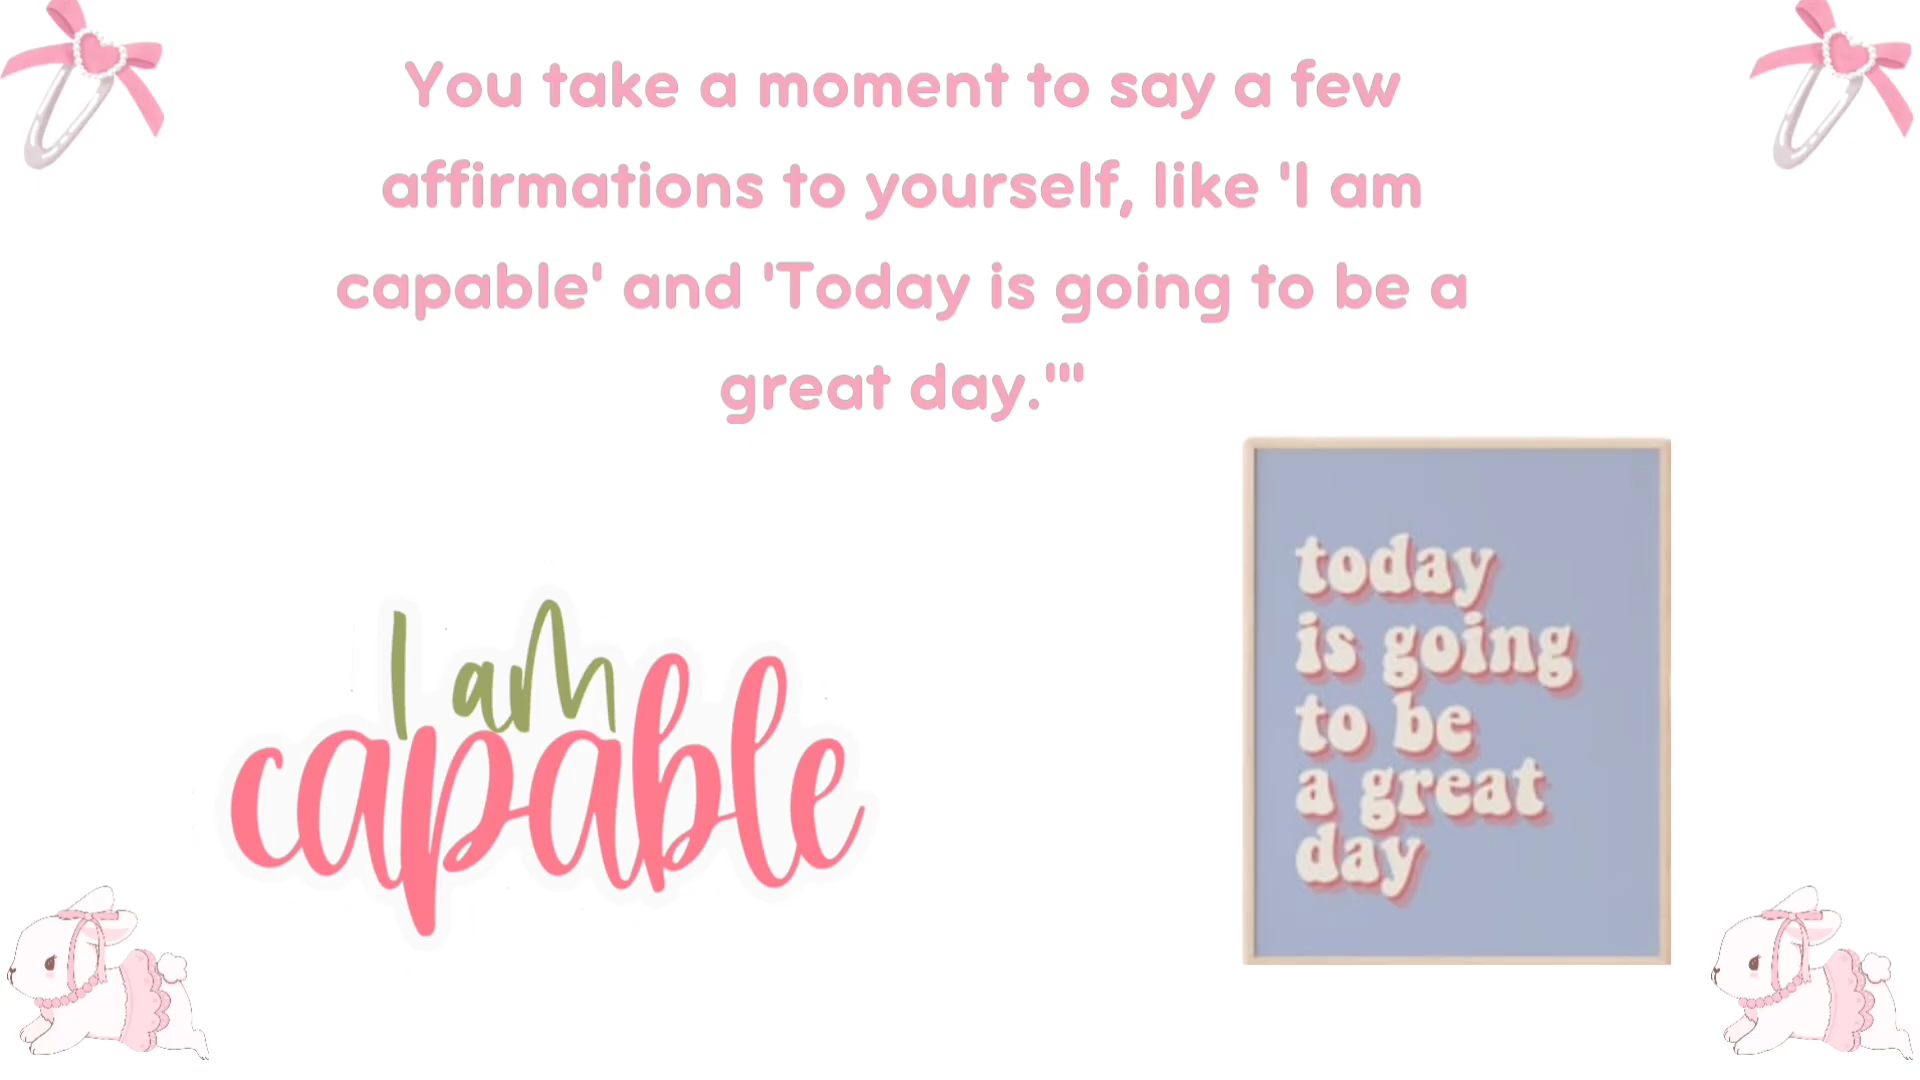 You take a moment to say a few
affirmations to yourself, like 'I am
capable' and 'Today is going to be a
great day.'"
I am
capable
today
is going
to be
a great
day